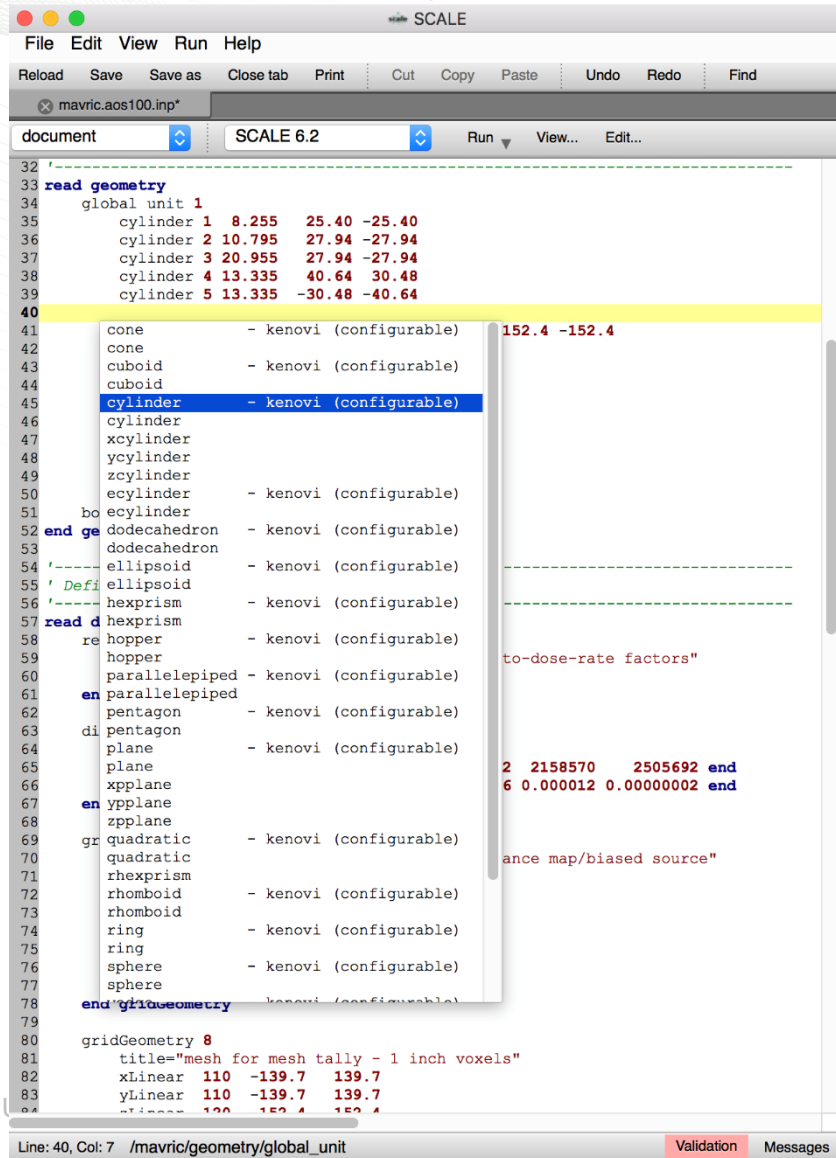 scale SCALE
File Edit View Run Help
Reload Save Save as Close tab Print Cut Copy Paste Undo Redo Find
mavric.aos100.inp*
document SCALE 6.2 Run View... Edit...
32 '-------------------------------------------------------------------------------
33 read geometry
34 global unit 1
35 cylinder 1 8.255 25.40 -25.40
36 cylinder 2 10.795 27.94 -27.94
37 cylinder 3 20.955 27.94 -27.94
38 cylinder 4 13.335 40.64 30.48
39 cylinder 5 13.335 -30.48 -40.64
40
41 cone - kenovi (configurable) 152.4 -152.4
42 cone
43 cuboid - kenovi (configurable)
44 cuboid
45 cylinder - kenovi (configurable)
46 cylinder
47 xcylinder
48 ycylinder
49 zcylinder
50 ecylinder - kenovi (configurable)
51 bo ecylinder
52 end ge dodecahedron - kenovi (configurable)
53 dodecahedron
54 '---- ellipsoid - kenovi (configurable) -------------------------------
55 ' Defi ellipsoid
56 '---- hexprism - kenovi (configurable) -------------------------------
57 read d hexprism
58 re hopper - kenovi (configurable)
59 hopper to-dose-rate factors"
60 parallelepiped - kenovi (configurable)
61 en parallelepiped
62 pentagon - kenovi (configurable)
63 di pentagon
64 plane - kenovi (configurable)
65 plane 2 2158570 2505692 end
66 xpplane 6 0.000012 0.00000002 end
67 en ypplane
68 zpplane
69 gr quadratic - kenovi (configurable)
70 quadratic ance map/biased source"
71 rhexprism
72 rhomboid - kenovi (configurable)
73 rhomboid
74 ring - kenovi (configurable)
75 ring
76 sphere - kenovi (configurable)
77 sphere
78 end gridGeometry
79
80 gridGeometry 8
81 title="mesh for mesh tally - 1 inch voxels"
82 xLinear 110 -139.7 139.7
83 yLinear 110 -139.7 139.7
Line: 40, Col: 7 /mavric/geometry/global_unit Validation Messages